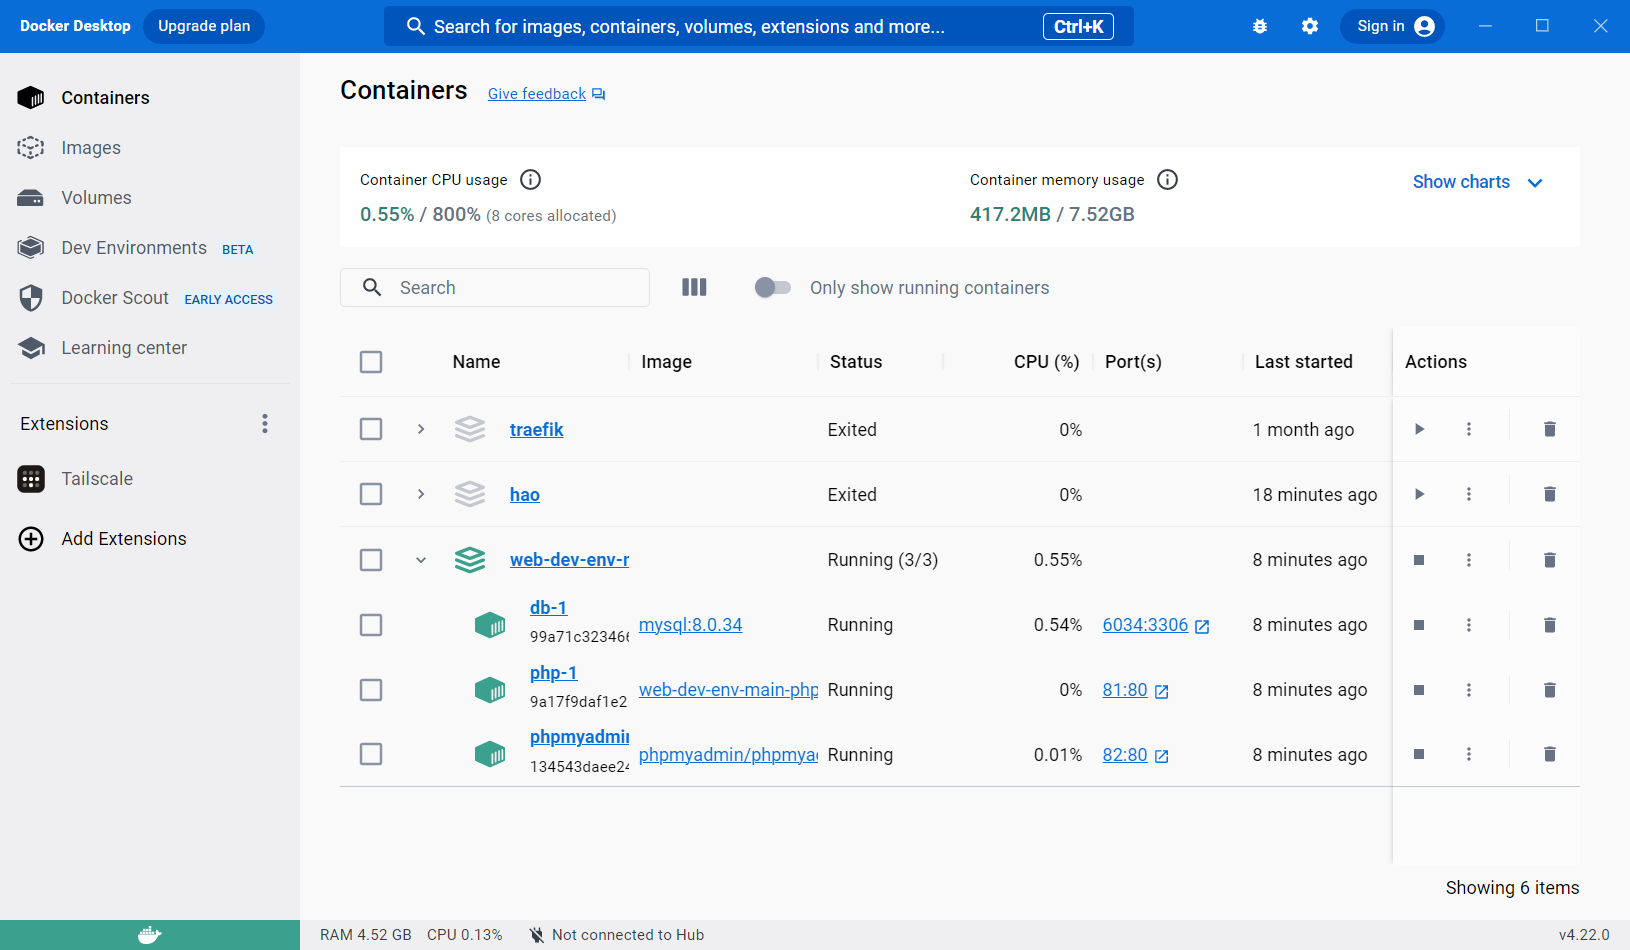 Docker Desktop Upgrade plan Search for images, containers, volumes, extensions and more... Ctrl+K Sign in
Containers
Images
Volumes
Dev Environments BETA
Docker Scout EARLY ACCESS
Learning center
Extensions
Tailscale
Add Extensions
Containers Give feedback
Container CPU usage
0.55% / 800% (8 cores allocated)
Container memory usage
417.2MB / 7.52GB
Show charts
Search
Only show running containers
Name Image Status CPU (%) Port(s) Last started Actions
traefik Exited 0% 1 month ago
hao Exited 0% 18 minutes ago
web-dev-env-r Running (3/3) 0.55% 8 minutes ago
db-1
99a71c323466 mysql:8.0.34 Running 0.54% 6034:3306 8 minutes ago
php-1
9a17f9daf1e2 web-dev-env-main-php Running 0% 81:80 8 minutes ago
phpmyadmin
134543daee24 phpmyadmin/phpmyad Running 0.01% 82:80 8 minutes ago
Showing 6 items
RAM 4.52 GB CPU 0.13% Not connected to Hub v4.22.0